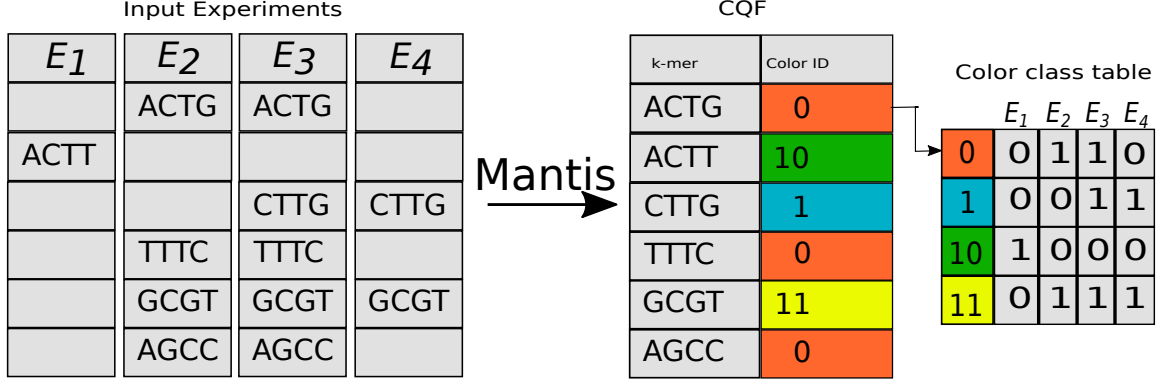 Input Experiments
E1 E2 E3 E4
ACTG ACTG
ACTT
CTTG CTTG
TTTC TTTC
GCGT GCGT GCGT
AGCC AGCC
Mantis
CQF
k-mer Color ID
ACTG 0
ACTT 10
CTTG 1
TTTC 0
GCGT 11
AGCC 0
Color class table
E1 E2 E3 E4
0 0 1 1 0
1 0 0 1 1
10 1 0 0 0
11 0 1 1 1